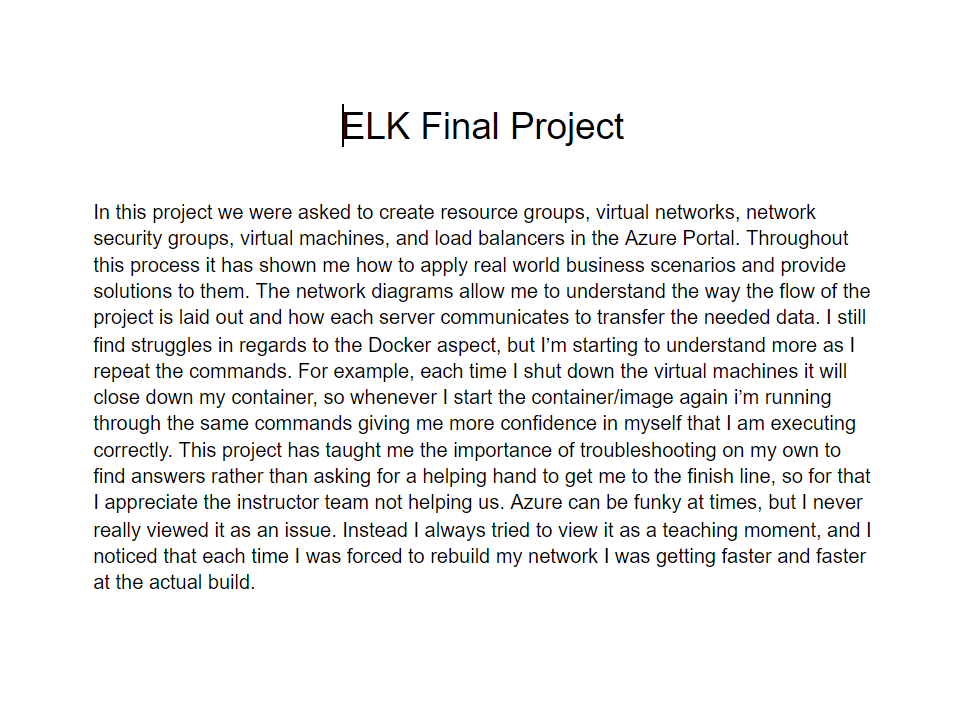 ELK Final Project
In this project we were asked to create resource groups, virtual networks, network
security groups, virtual machines, and load balancers in the Azure Portal. Throughout
this process it has shown me how to apply real world business scenarios and provide
solutions to them. The network diagrams allow me to understand the way the flow of the
project is laid out and how each server communicates to transfer the needed data. I still
find struggles in regards to the Docker aspect, but I’m starting to understand more as I
repeat the commands. For example, each time I shut down the virtual machines it will
close down my container, so whenever I start the container/image again i’m running
through the same commands giving me more confidence in myself that I am executing
correctly. This project has taught me the importance of troubleshooting on my own to
find answers rather than asking for a helping hand to get me to the finish line, so for that
I appreciate the instructor team not helping us. Azure can be funky at times, but I never
really viewed it as an issue. Instead I always tried to view it as a teaching moment, and I
noticed that each time I was forced to rebuild my network I was getting faster and faster
at the actual build.